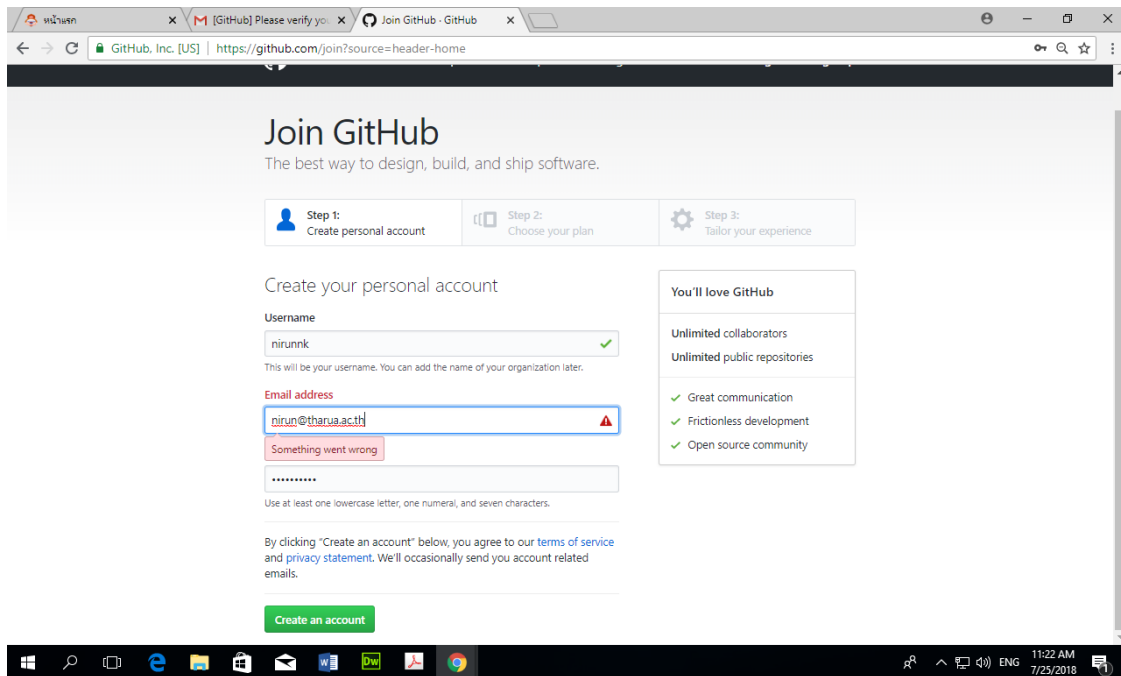 หน้าแรก
[GitHub] Please verify you
Join GitHub · GitHub
GitHub, Inc. [US] | https://github.com/join?source=header-home
Join GitHub
The best way to design, build, and ship software.
Step 1:
Create personal account
Step 2:
Choose your plan
Step 3:
Tailor your experience
Create your personal account
Username
nirunnk
This will be your username. You can add the name of your organization later.
Email address
nirun@tharua.ac.th
Something went wrong
••••••••••
Use at least one lowercase letter, one numeral, and seven characters.
By clicking "Create an account" below, you agree to our terms of service
and privacy statement. We'll occasionally send you account related
emails.
Create an account
You'll love GitHub
Unlimited collaborators
Unlimited public repositories
Great communication
Frictionless development
Open source community
Dw
ENG
11:22 AM
7/25/2018
1